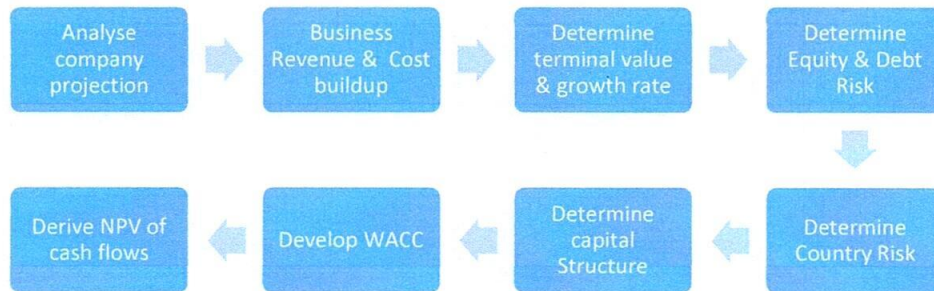 Analyse
company
projection
Business
Revenue & Cost
buildup
Determine
terminal value
& growth rate
Determine
Equity & Debt
Risk
Determine
Country Risk
Determine
capital
Structure
Develop WACC
Derive NPV of
cash flows